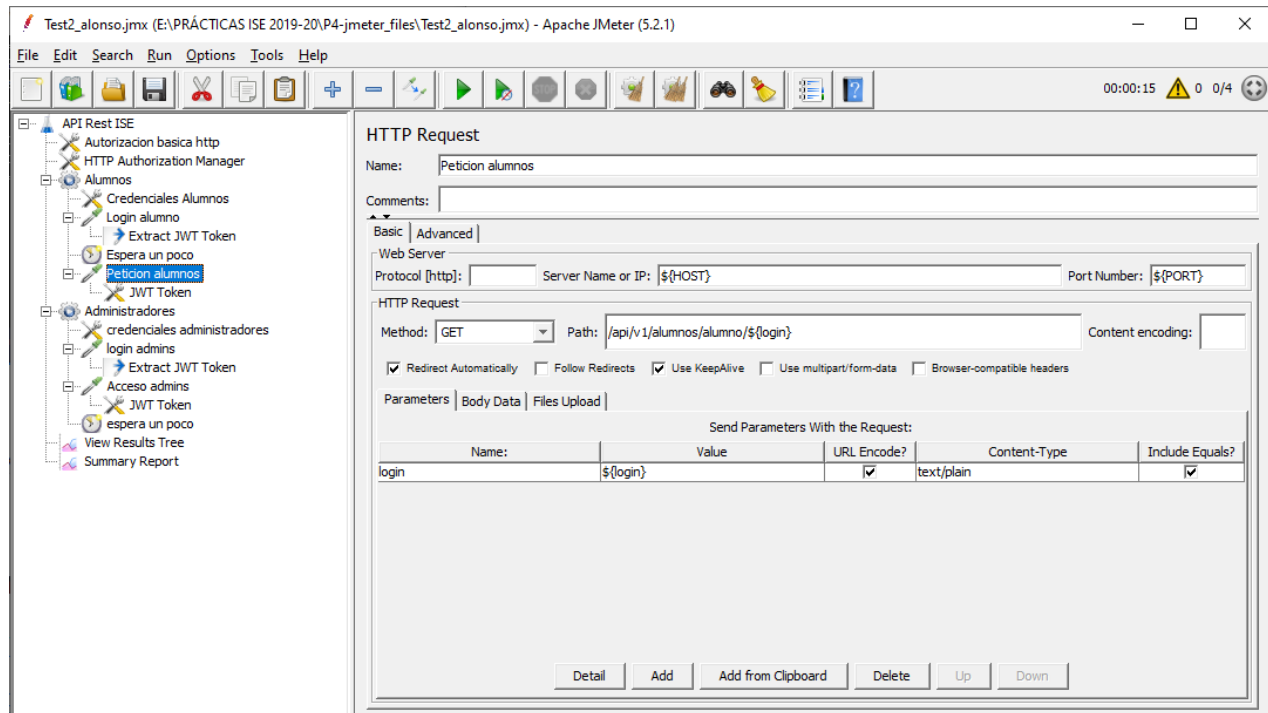 Test2_alonso.jmx (E:\PRÁCTICAS ISE 2019-20\P4-jmeter_files\Test2_alonso.jmx) - Apache JMeter (5.2.1)
File Edit Search Run Options Tools Help
STOP
00:00:15 0 0/4
API Rest ISE
Autorizacion basica http
HTTP Authorization Manager
Alumnos
Credenciales Alumnos
Login alumno
Extract JWT Token
Espera un poco
Peticion alumnos
JWT Token
Administradores
credenciales administradores
login admins
Extract JWT Token
Acceso admins
JWT Token
espera un poco
View Results Tree
Summary Report
HTTP Request
Name: Peticion alumnos
Comments:
Basic Advanced
Web Server
Protocol [http]: Server Name or IP: ${HOST} Port Number: ${PORT}
HTTP Request
Method: GET Path: /api/v1/alumnos/alumno/${login} Content encoding:
Redirect Automatically Follow Redirects Use KeepAlive Use multipart/form-data Browser-compatible headers
Parameters Body Data Files Upload
Send Parameters With the Request:
Name: Value URL Encode? Content-Type Include Equals?
login ${login} text/plain
Detail Add Add from Clipboard Delete Up Down